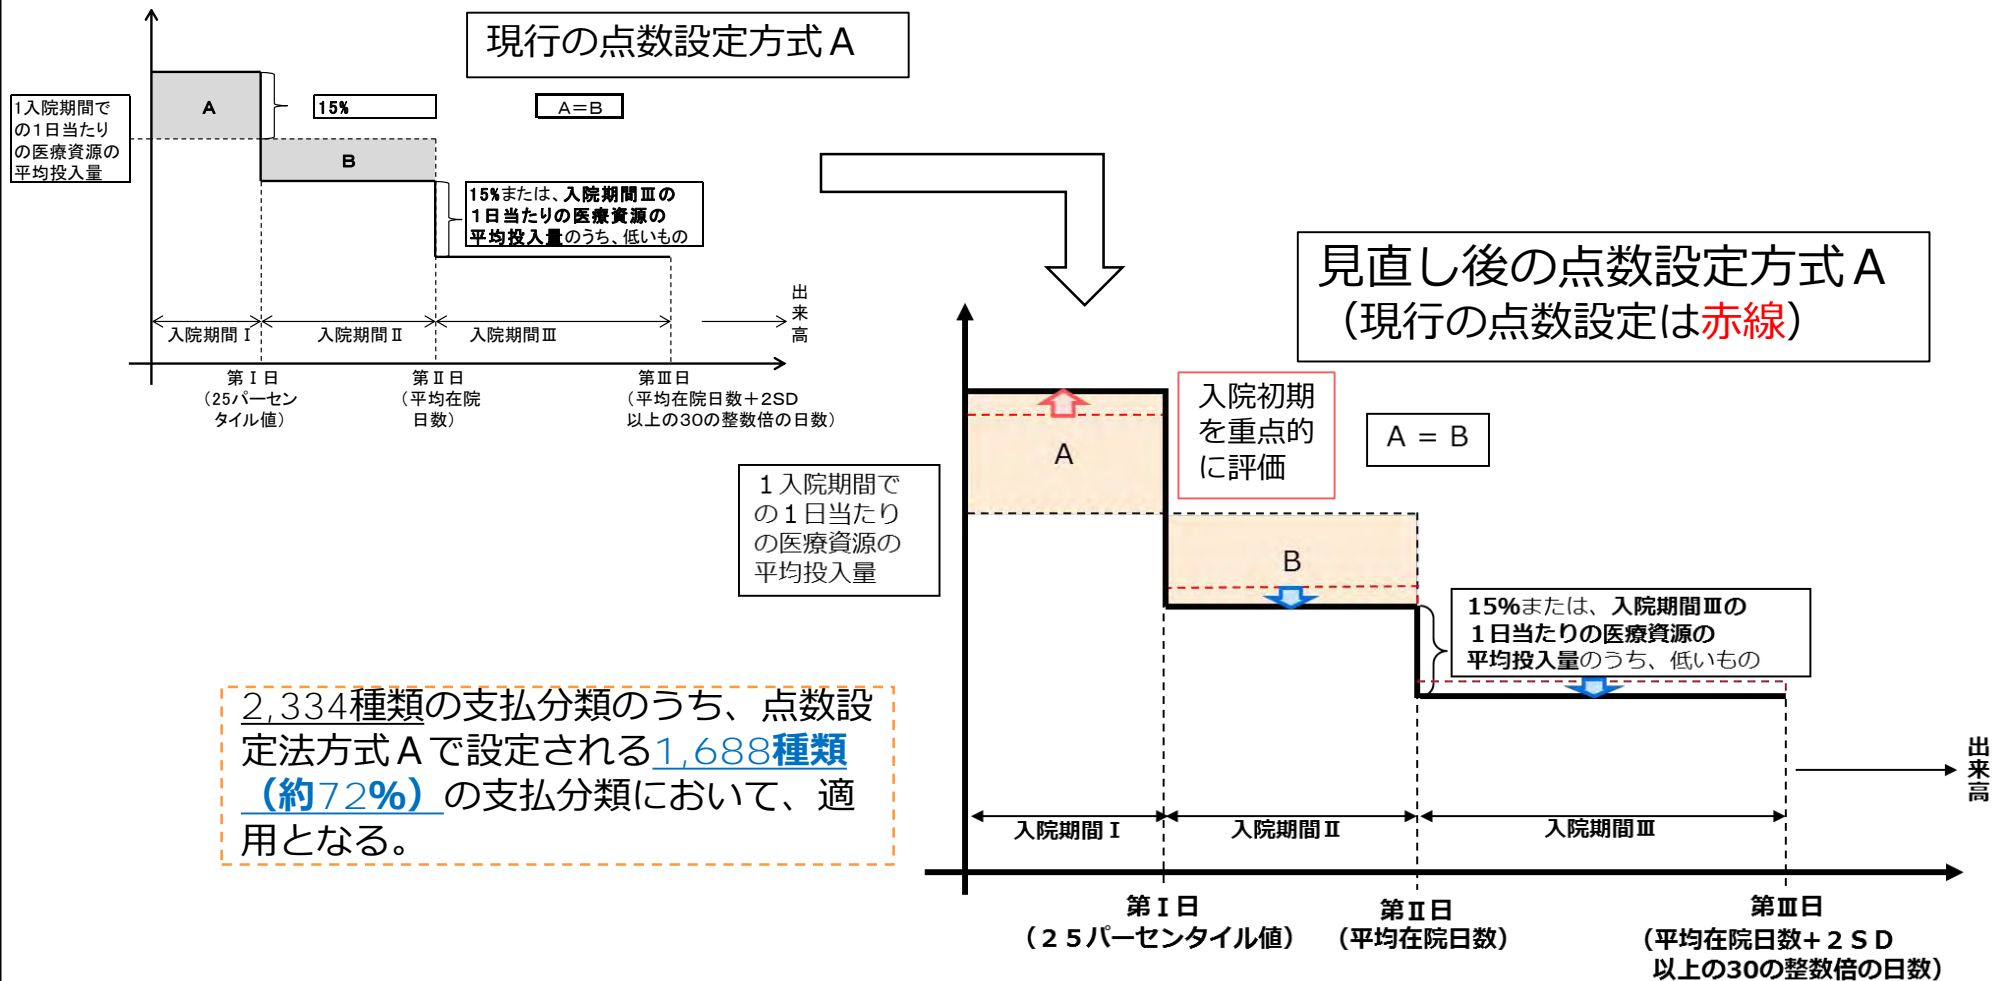 現行の点数設定方式A
1入院期間で
の1日当たり
の医療資源の
平均投入量
A
15%
A=B
B
15%または、入院期間Ⅲの
1日当たりの医療資源の
平均投入量のうち、低いもの
出来高
入院期間Ⅰ
入院期間Ⅱ
入院期間Ⅲ
第Ⅰ日
(25パーセン
タイル値)
第Ⅱ日
(平均在院
日数)
第Ⅲ日
(平均在院日数+2SD
以上の30の整数倍の日数)
見直し後の点数設定方式A
(現行の点数設定は赤線)
入院初期
を重点的
に評価
A = B
A
1入院期間で
の1日当たり
の医療資源の
平均投入量
B
15%または、入院期間Ⅲの
1日当たりの医療資源の
平均投入量のうち、低いもの
2,334種類の支払分類のうち、点数設
定法方式Aで設定される1,688種類
(約72%)の支払分類において、適
用となる。
出来高
入院期間Ⅰ
入院期間Ⅱ
入院期間Ⅲ
第Ⅰ日
(25パーセンタイル値)
第Ⅱ日
(平均在院日数)
第Ⅲ日
(平均在院日数+2SD
以上の30の整数倍の日数)